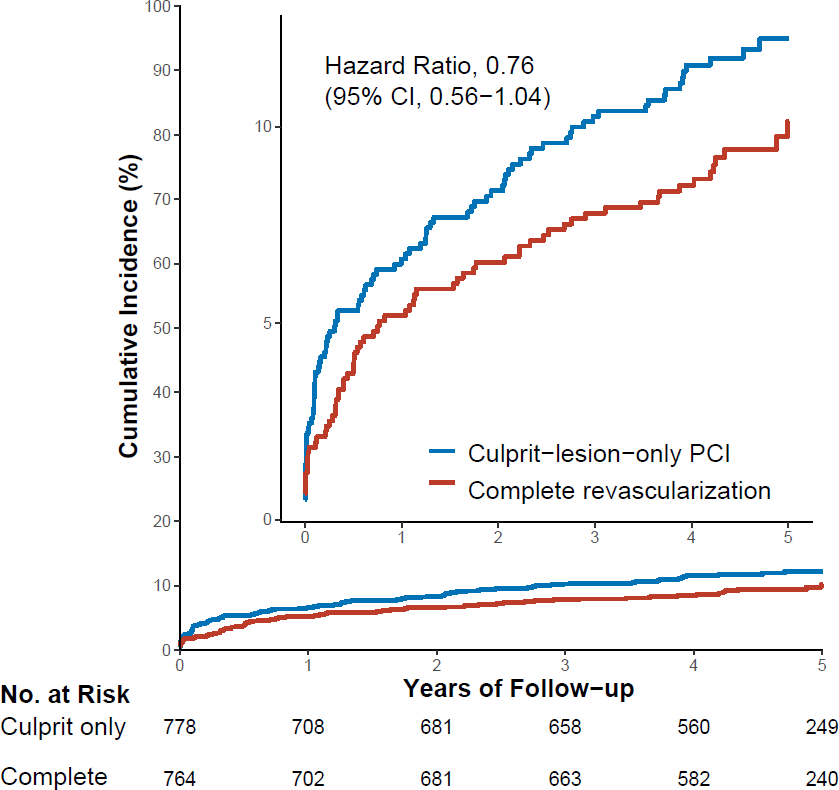 100
90
80
70
60
50
40
30
20
10
0
Cumulative Incidence (%)
10
5
0
Hazard Ratio, 0.76
(95% CI, 0.56−1.04)
Culprit−lesion−only PCI
Complete revascularization
0 1 2 3 4 5
0 1 2 3 4 5
Years of Follow−up
No. at Risk
Culprit only 778 708 681 658 560 249
Complete 764 702 681 663 582 240